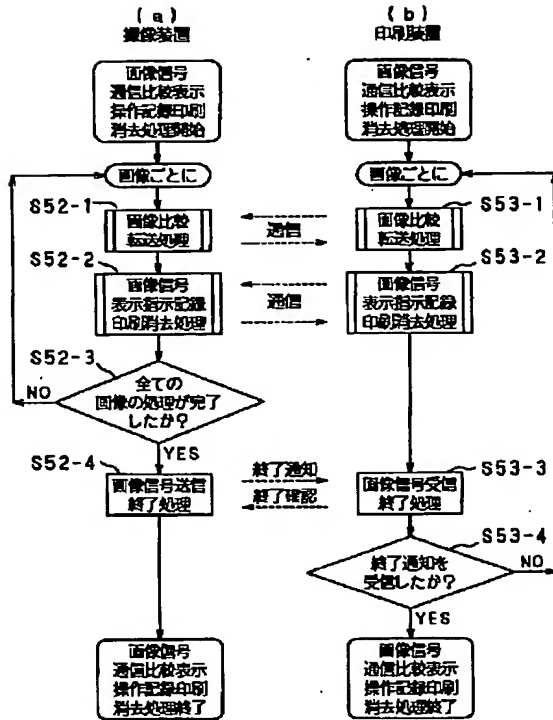 (a)
撮像装置
画像信号
通信比較表示
操作記録印刷
消去処理開始
画像ごとに
S52-1
画像比較
転送処理
S52-2
画像信号
表示指示記録
印刷消去処理
S52-3
全ての
画像の処理が完了
したか?
NO
YES
S52-4
画像信号送信
終了処理
画像信号
通信比較表示
操作記録印刷
消去処理終了
通信
通信
終了通知
終了確認
(b)
印刷装置
画像信号
通信比較表示
操作記録印刷
消去処理開始
画像ごとに
S53-1
画像比較
転送処理
S53-2
画像信号
表示指示記録
印刷消去処理
S53-3
画像信号受信
終了処理
S53-4
終了通知を
受信したか?
NO
YES
画像信号
通信比較表示
操作記録印刷
消去処理終了